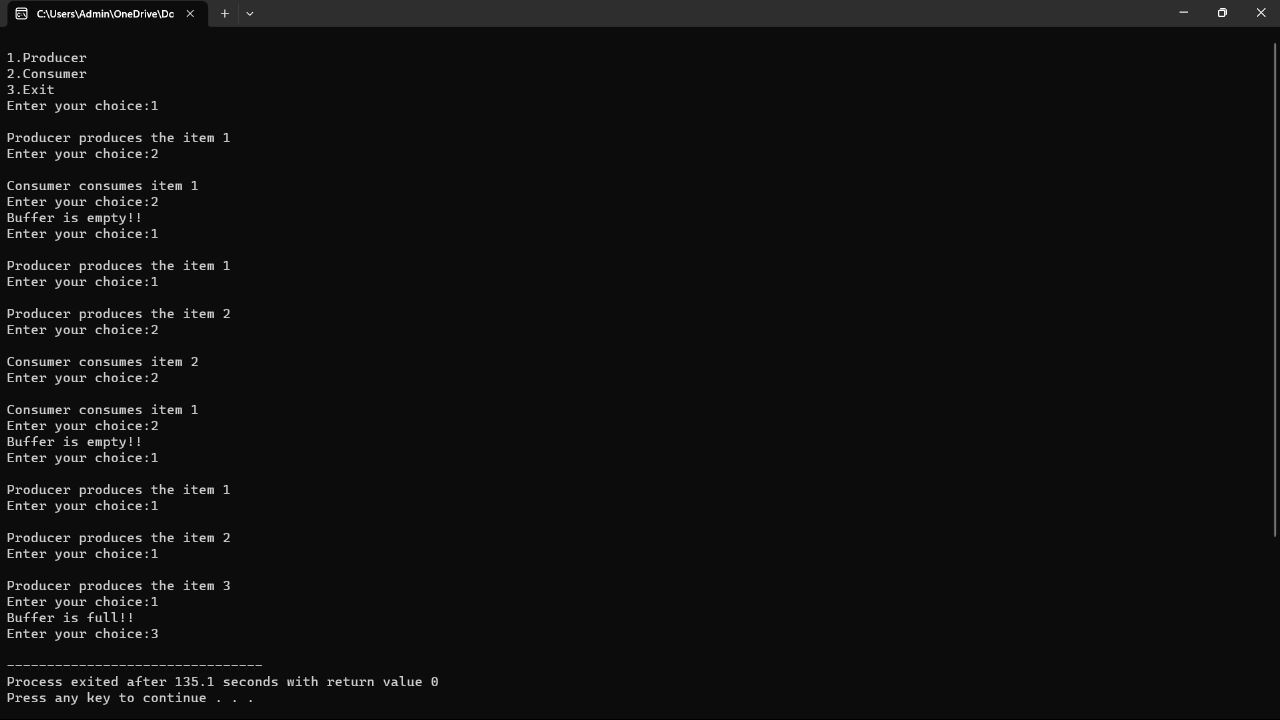 C:\Users\Admin\OneDrive\Do
1.Producer
2.Consumer
3.Exit
Enter your choice:1
Producer produces the item 1
Enter your choice:2
Consumer consumes item 1
Enter your choice:2
Buffer is empty!!
Enter your choice:1
Producer produces the item 1
Enter your choice:1
Producer produces the item 2
Enter your choice:2
Consumer consumes item 2
Enter your choice:2
Consumer consumes item 1
Enter your choice:2
Buffer is empty!!
Enter your choice:1
Producer produces the item 1
Enter your choice:1
Producer produces the item 2
Enter your choice:1
Producer produces the item 3
Enter your choice:1
Buffer is full!!
Enter your choice:3
--------------------------------
Process exited after 135.1 seconds with return value 0
Press any key to continue . . .